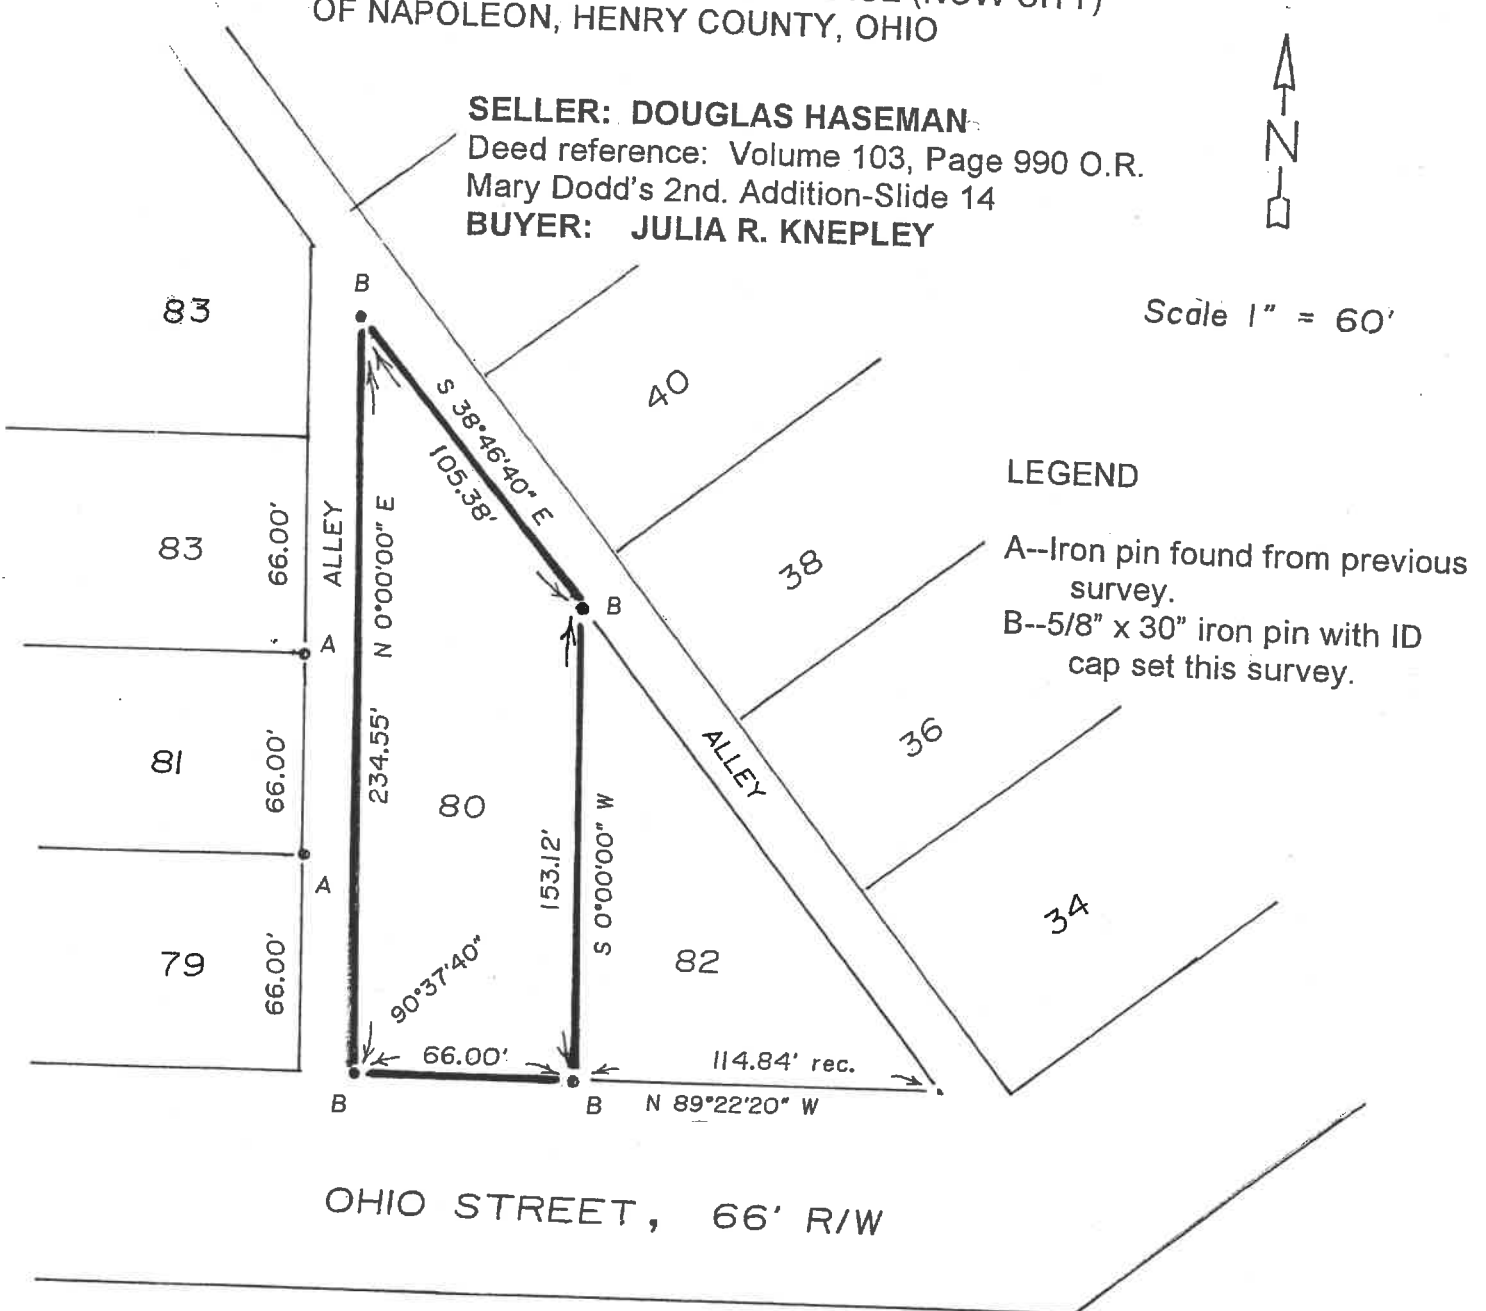 OF NAPOLEON, HENRY COUNTY, OHIO
N
SELLER: DOUGLAS HASEMAN
Deed reference: Volume 103, Page 990 O.R.
Mary Dodd's 2nd. Addition-Slide 14
BUYER: JULIA R. KNEPLEY
Scale 1" = 60'
83
B
40
S 38°46'40" E
105.38'
LEGEND
A--Iron pin found from previous
survey.
B--5/8" x 30" iron pin with ID
cap set this survey.
83
66.00'
ALLEY
N 0°00'00" E
38
B
A
81
66.00'
234.55'
80
ALLEY
36
153.12'
S 0°00'00" W
A
79
66.00'
90°37'40"
82
34
66.00'
114.84' rec.
B
B
N 89°22'20" W
OHIO STREET, 66' R/W